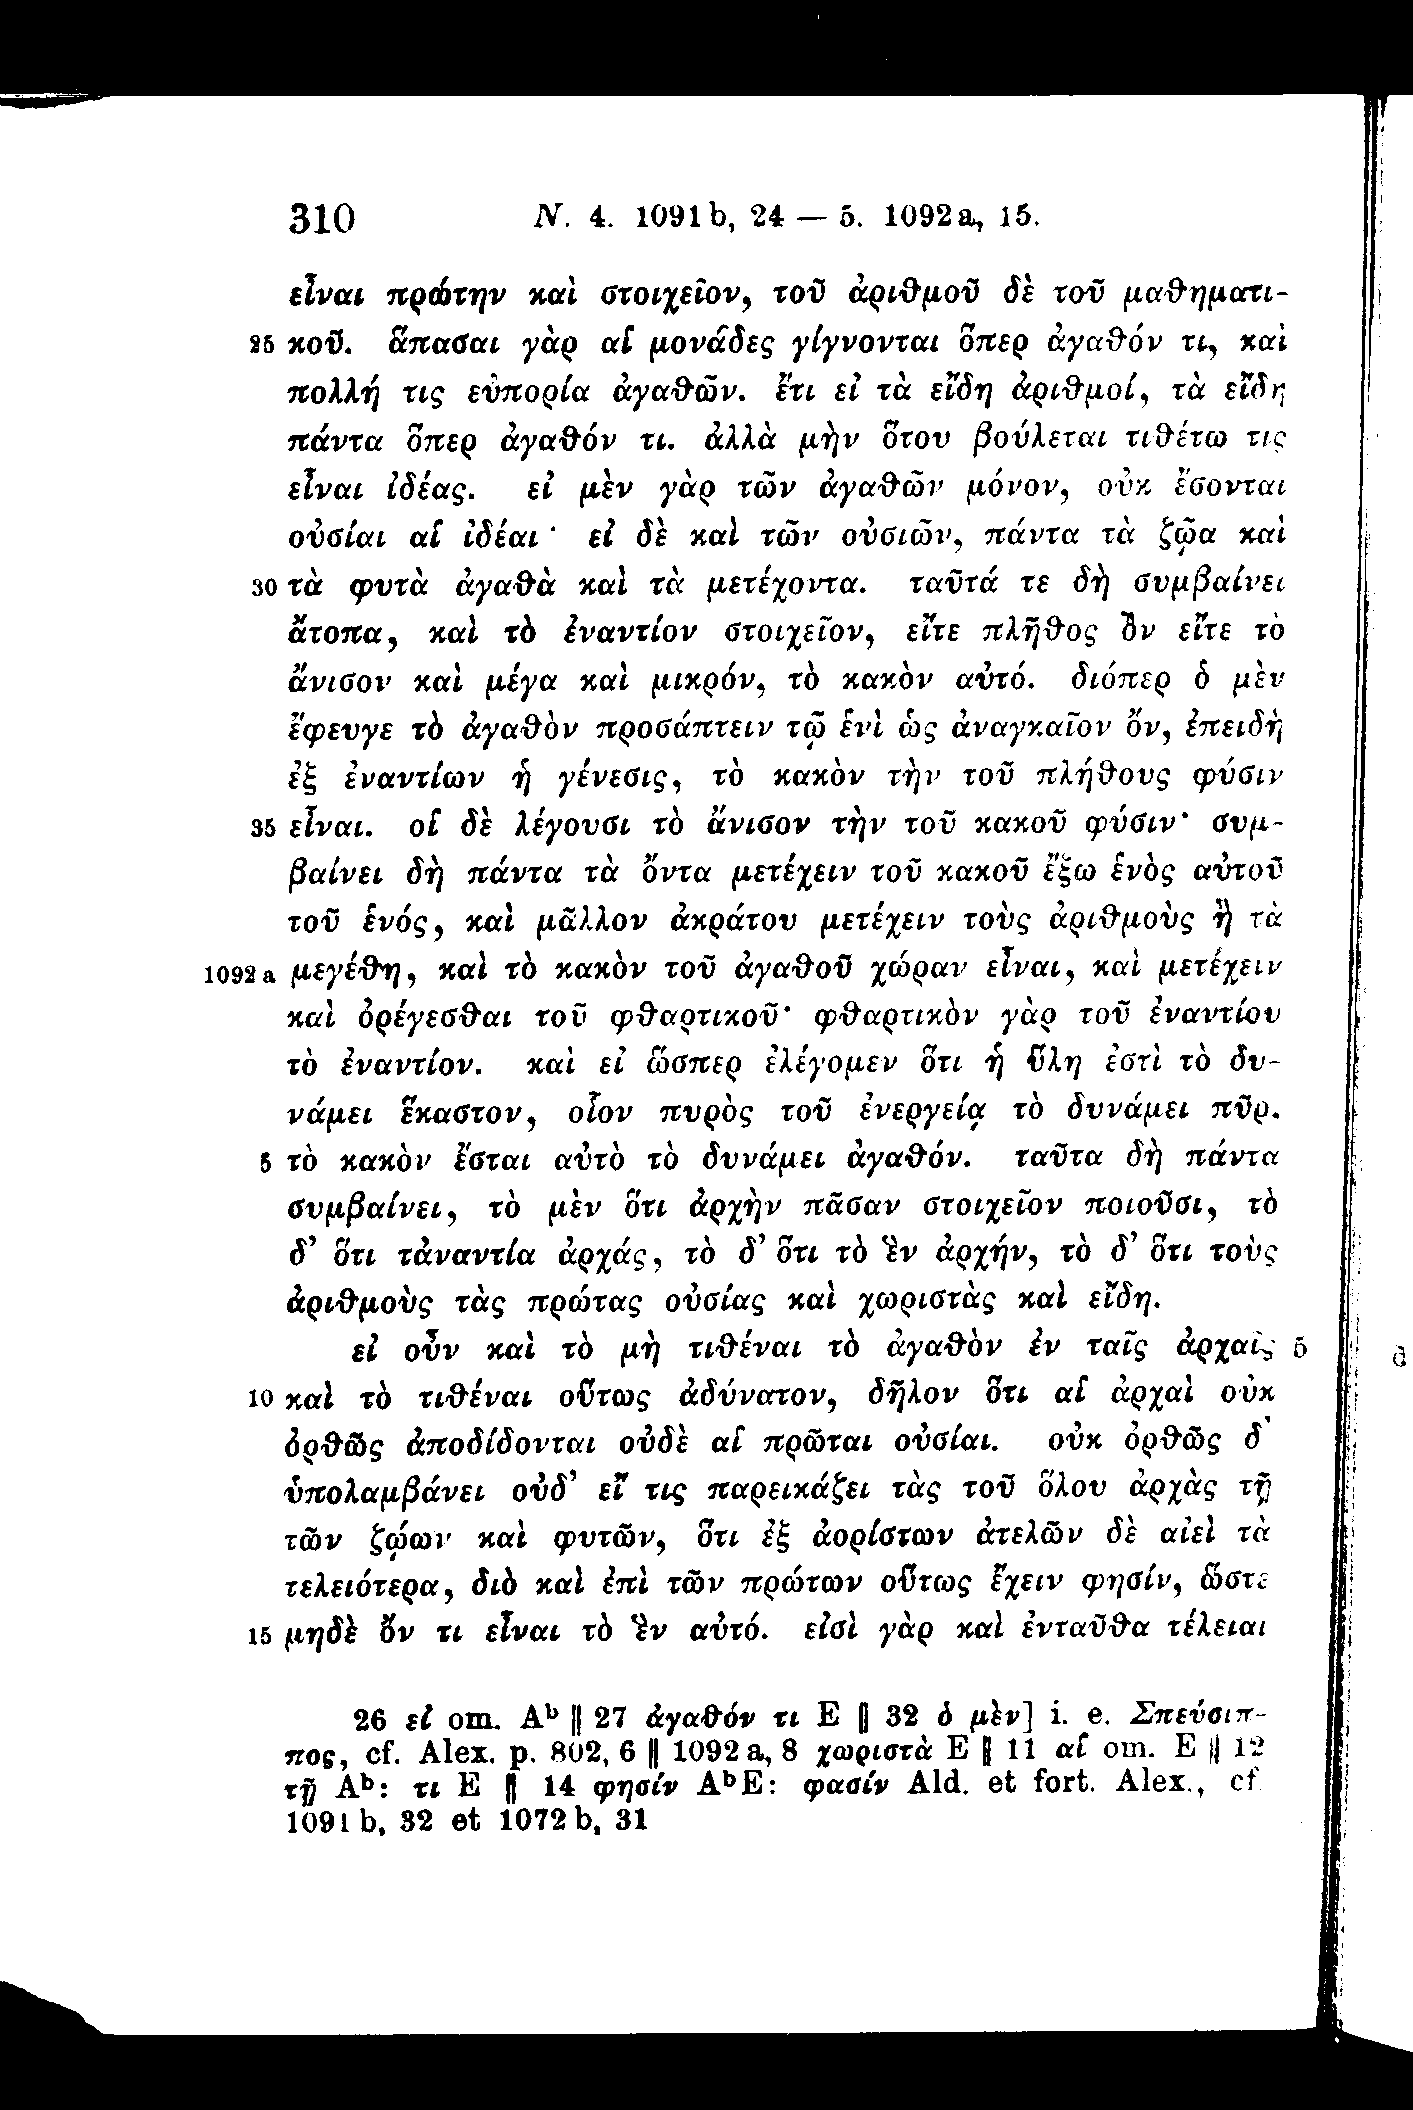 310 N. 4. 1091b, 24 — 5. 1092a, 15.
εἶναι πρώτην καὶ στοιχεῖον, τοῦ ἀριθμοῦ δὲ τοῦ μαθηματι-
25 κοῦ. ἅπασαι γὰρ αἱ μονάδες γίγνονται ὅπερ ἀγαθόν τι, καὶ
πολλή τις εὐπορία ἀγαθῶν. ἔτι εἰ τὰ εἴδη ἀριθμοί, τὰ εἴδη
πάντα ὅπερ ἀγαθόν τι. ἀλλὰ μὴν ὅτου βούλεται τιθέτω τις
εἶναι ἰδέας. εἰ μὲν γὰρ τῶν ἀγαθῶν μόνον, οὐκ ἔσονται
οὐσίαι αἱ ἰδέαι· εἰ δὲ καὶ τῶν οὐσιῶν, πάντα τὰ ζῷα καὶ
30 τὰ φυτὰ ἀγαθὰ καὶ τὰ μετέχοντα. ταῦτά τε δὴ συμβαίνει
ἄτοπα, καὶ τὸ ἐναντίον στοιχεῖον, εἴτε πλῆθος ὂν εἴτε τὸ
ἄνισον καὶ μέγα καὶ μικρόν, τὸ κακὸν αὐτό. διόπερ ὁ μὲν
ἔφευγε τὸ ἀγαθὸν προσάπτειν τῷ ἑνὶ ὡς ἀναγκαῖον ὄν, ἐπειδὴ
ἐξ ἐναντίων ἡ γένεσις, τὸ κακὸν τὴν τοῦ πλήθους φύσιν
35 εἶναι. οἱ δὲ λέγουσι τὸ ἄνισον τὴν τοῦ κακοῦ φύσιν· συμ-
βαίνει δὴ πάντα τὰ ὄντα μετέχειν τοῦ κακοῦ ἔξω ἑνὸς αὐτοῦ
τοῦ ἑνός, καὶ μᾶλλον ἀκράτου μετέχειν τοὺς ἀριθμοὺς ἢ τὰ
1092 a μεγέθη, καὶ τὸ κακὸν τοῦ ἀγαθοῦ χώραν εἶναι, καὶ μετέχειν
καὶ ὀρέγεσθαι τοῦ φθαρτικοῦ· φθαρτικὸν γὰρ τοῦ ἐναντίου
τὸ ἐναντίον. καὶ εἰ ὥσπερ ἐλέγομεν ὅτι ἡ ὕλη ἐστὶ τὸ δυ-
νάμει ἕκαστον, οἷον πυρὸς τοῦ ἐνεργείᾳ τὸ δυνάμει πῦρ.
5 τὸ κακὸν ἔσται αὐτὸ τὸ δυνάμει ἀγαθόν. ταῦτα δὴ πάντα
συμβαίνει, τὸ μὲν ὅτι ἀρχὴν πᾶσαν στοιχεῖον ποιοῦσι, τὸ
δ᾽ ὅτι τἀναντία ἀρχάς, τὸ δ᾽ ὅτι τὸ ἓν ἀρχήν, τὸ δ᾽ ὅτι τοὺς
ἀριθμοὺς τὰς πρώτας οὐσίας καὶ χωριστὰς καὶ εἴδη.
εἰ οὖν καὶ τὸ μὴ τιθέναι τὸ ἀγαθὸν ἐν ταῖς ἀρχαῖς 5
10 καὶ τὸ τιθέναι οὕτως ἀδύνατον, δῆλον ὅτι αἱ ἀρχαὶ οὐκ
ὀρθῶς ἀποδίδονται οὐδὲ αἱ πρῶται οὐσίαι. οὐκ ὀρθῶς δ᾽
ὑπολαμβάνει οὐδ᾽ εἴ τις παρεικάζει τὰς τοῦ ὅλου ἀρχὰς τῇ
τῶν ζῴων καὶ φυτῶν, ὅτι ἐξ ἀορίστων ἀτελῶν δὲ αἰεὶ τὰ
τελειότερα, διὸ καὶ ἐπὶ τῶν πρώτων οὕτως ἔχειν φησίν, ὥστε
15 μηδὲ ὄν τι εἶναι τὸ ἓν αὐτό. εἰσὶ γὰρ καὶ ἐνταῦθα τέλειαι
26 εἰ om. Aᵇ ‖ 27 ἀγαθόν τι E ‖ 32 ὁ μὲν] i. e. Σπεύσιπ-
πος, cf. Alex. p. 802, 6 ‖ 1092 a, 8 χωριστὰ E ‖ 11 αἱ om. E ‖ 12
τῇ Aᵇ: τι E ‖ 14 φησίν AᵇE: φασίν Ald. et fort. Alex., cf
1091 b, 32 et 1072 b, 31